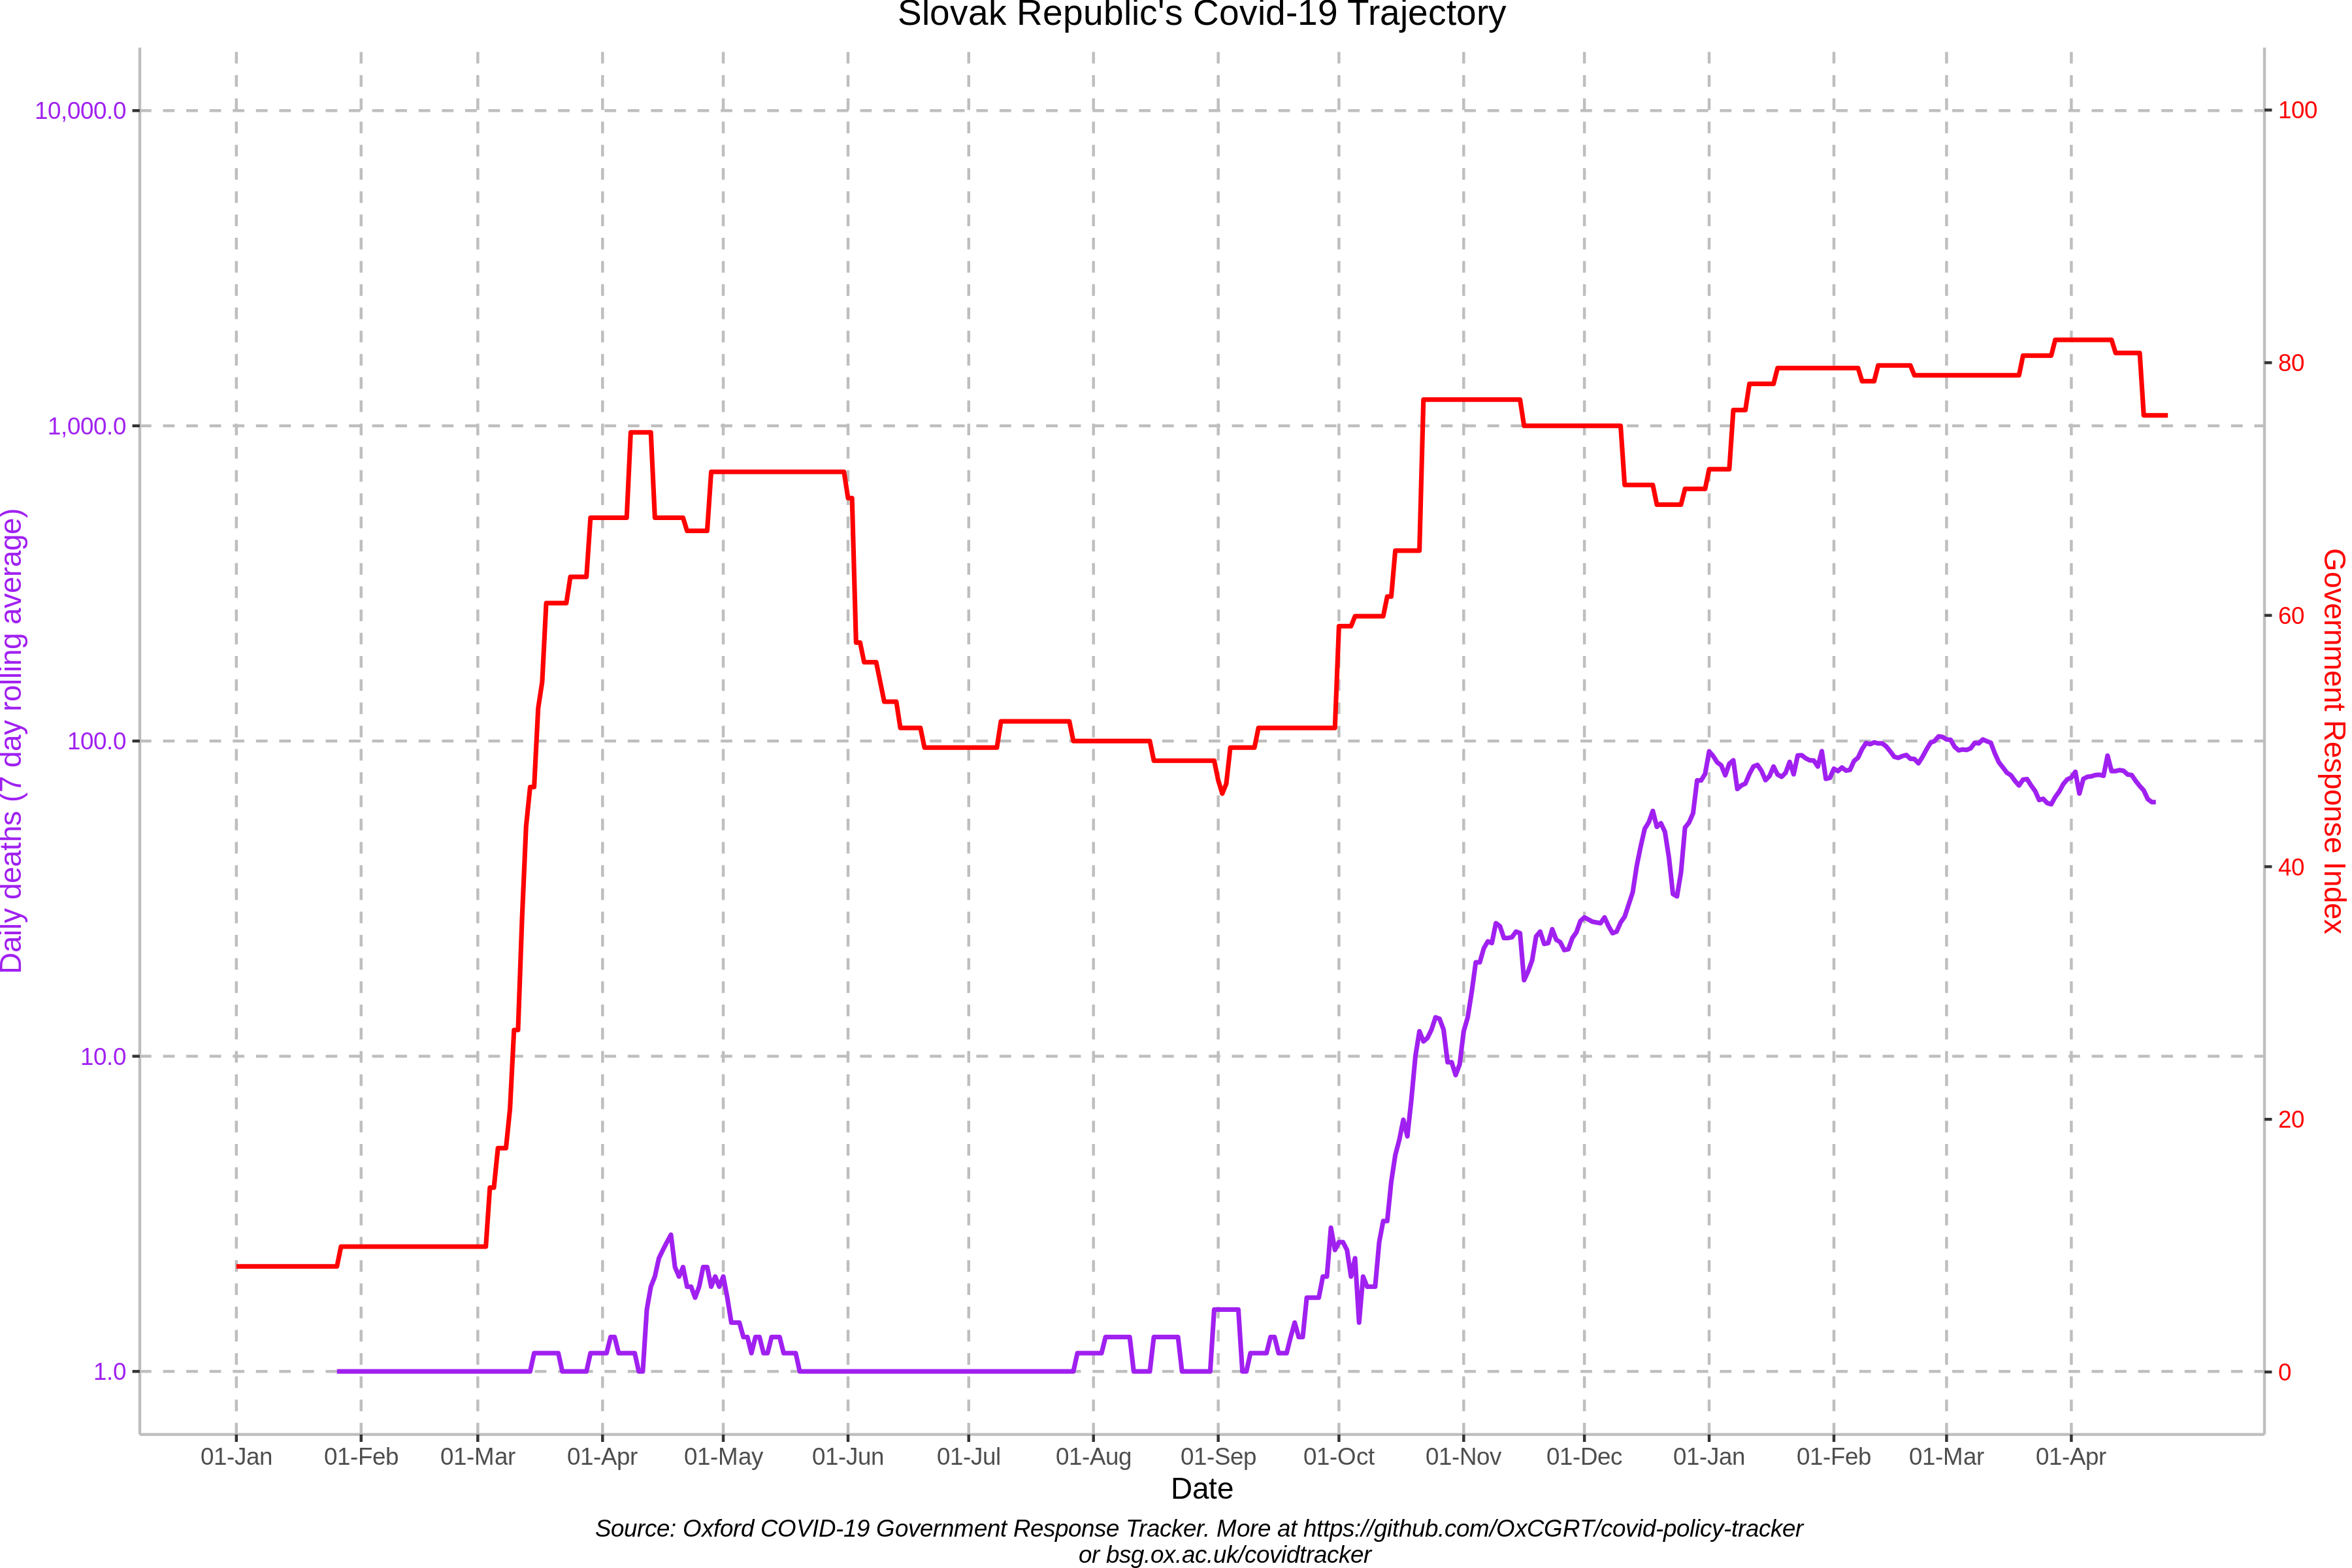 Slovak Republic's Covid-19 Trajectory
10,000.0
1,000.0
100.0
10.0
1.0
Daily deaths (7 day rolling average)
100
80
60
40
20
0
Government Response Index
01-Jan 01-Feb 01-Mar 01-Apr 01-May 01-Jun 01-Jul 01-Aug 01-Sep 01-Oct 01-Nov 01-Dec 01-Jan 01-Feb 01-Mar 01-Apr
Date
Source: Oxford COVID-19 Government Response Tracker. More at https://github.com/OxCGRT/covid-policy-tracker
or bsg.ox.ac.uk/covidtracker